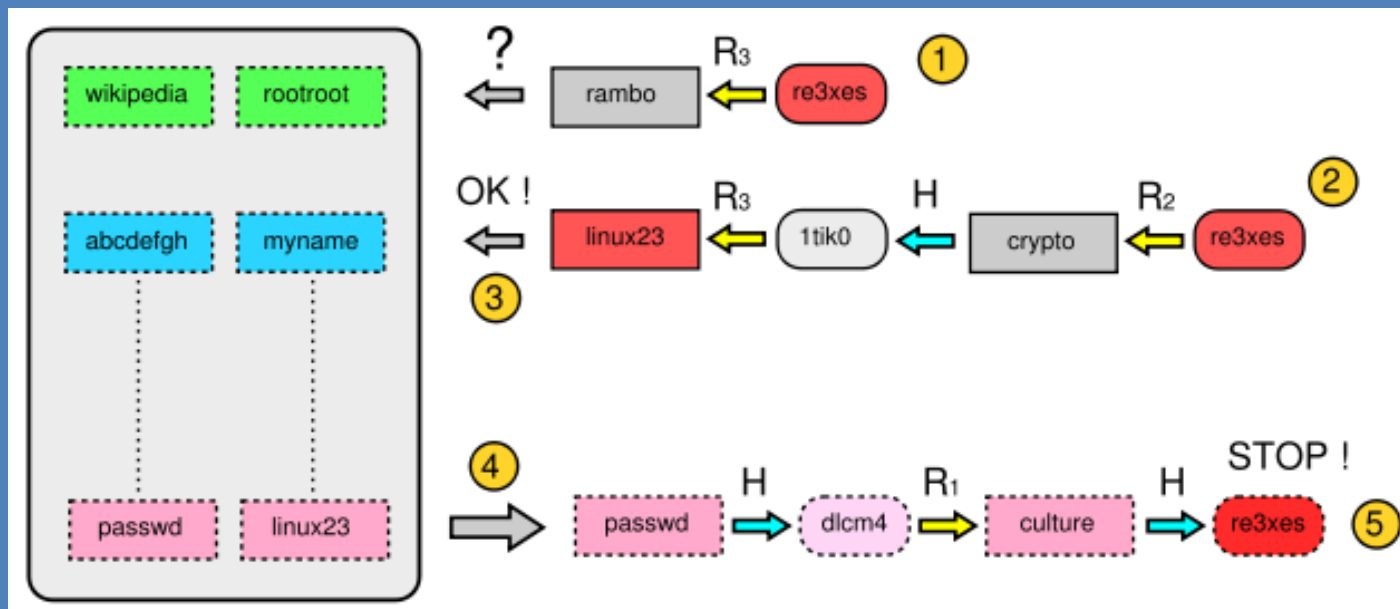 wikipedia rootroot ? rambo R3 re3xes 1
abcdefgh myname OK ! linux23 R3 1tik0 H crypto R2 re3xes 2
3
4
passwd linux23 passwd H dlcm4 R1 culture H re3xes STOP ! 5